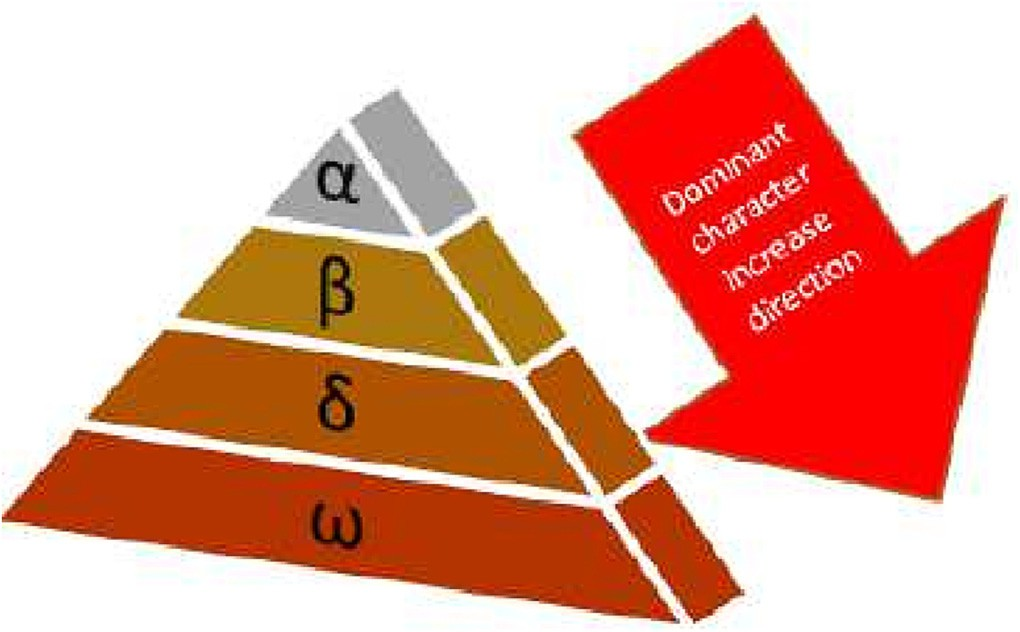 α
β
δ
ω
Dominant
character
increase
direction